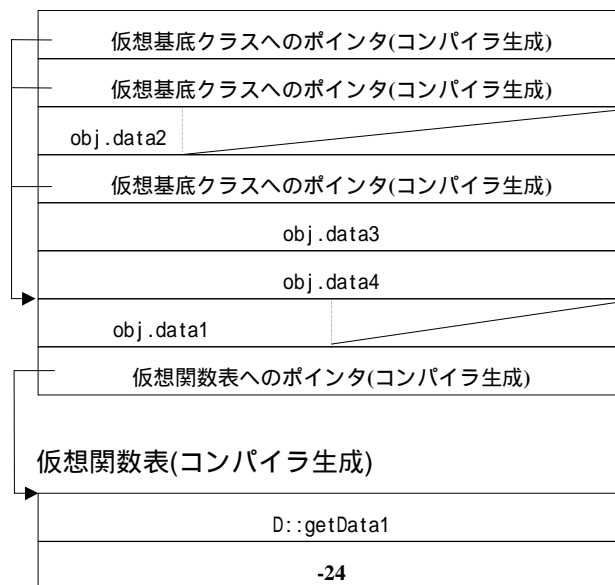 仮想基底クラスへのポインタ(コンパイラ生成)
仮想基底クラスへのポインタ(コンパイラ生成)
obj.data2
仮想基底クラスへのポインタ(コンパイラ生成)
obj.data3
obj.data4
obj.data1
仮想関数表へのポインタ(コンパイラ生成)
仮想関数表(コンパイラ生成)
D::getData1
-24